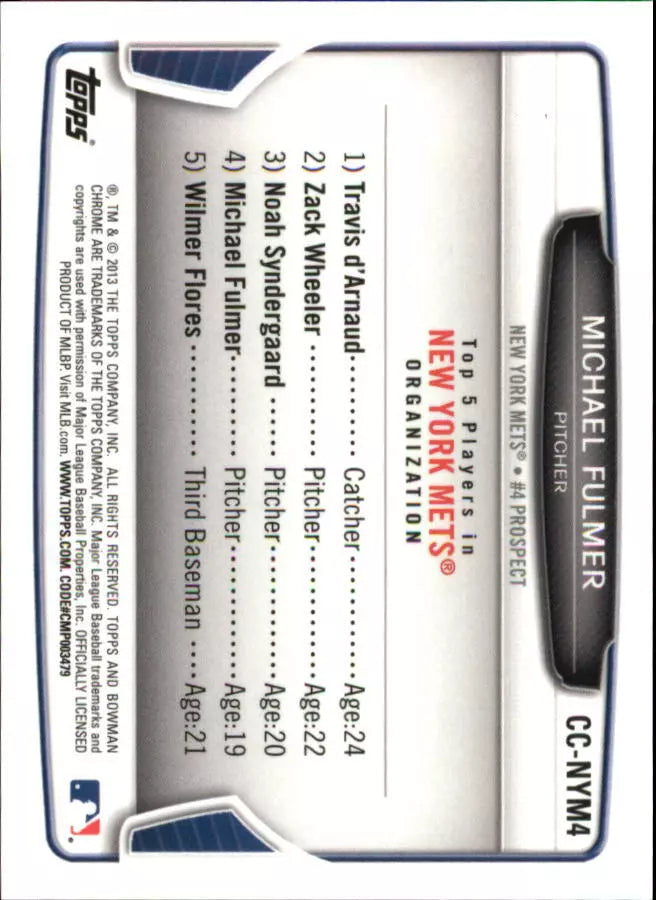 CC-NYM4
MICHAEL FULMER
PITCHER
NEW YORK METS® • #4 PROSPECT
Top 5 Players in
NEW YORK METS®
ORGANIZATION
1) Travis d'Arnaud.......... Catcher.............Age:24
2) Zack Wheeler .......... Pitcher..............Age:22
3) Noah Syndergaard ...... Pitcher..............Age:20
4) Michael Fulmer......... Pitcher..............Age:19
5) Wilmer Flores .......... Third Baseman ....Age:21
topps®
®, TM & © 2013 THE TOPPS COMPANY, INC. ALL RIGHTS RESERVED. TOPPS AND BOWMAN
CHROME ARE TRADEMARKS OF THE TOPPS COMPANY, INC. Major League Baseball trademarks and
copyrights are used with permission of Major League Baseball Properties, Inc. OFFICIALLY LICENSED
PRODUCT OF MLBP. Visit MLB.com. WWW.TOPPS.COM. CODE#CMP003479